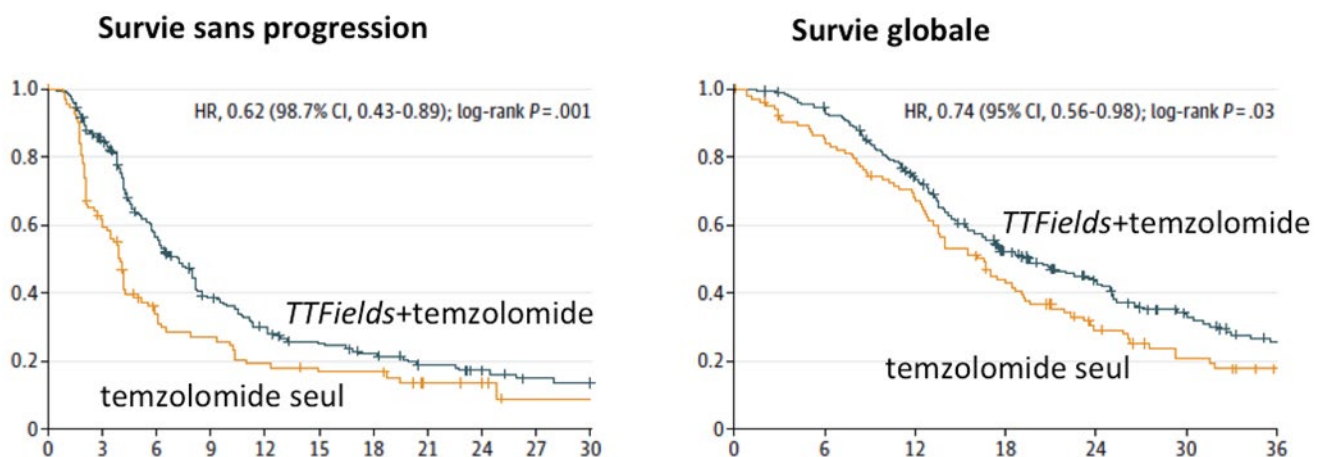 Survie sans progression
1.0
HR, 0.62 (98.7% CI, 0.43-0.89); log-rank P=.001
0.8
0.6
0.4
TTFields+temzolomide
0.2
temzolomide seul
0
0 3 6 9 12 15 18 21 24 27 30
Survie globale
1.0
HR, 0.74 (95% CI, 0.56-0.98); log-rank P=.03
0.8
0.6
TTFields+temzolomide
0.4
0.2
temzolomide seul
0
0 6 12 18 24 30 36